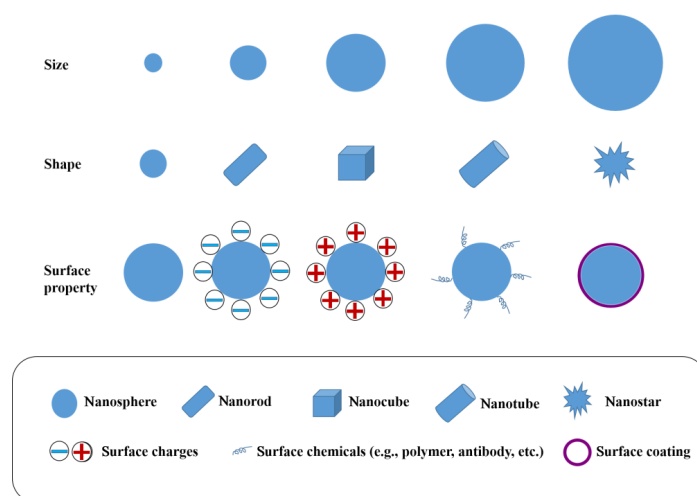 Size
Shape
Surface
property
Nanosphere
Nanorod
Nanocube
Nanotube
Nanostar
Surface charges
Surface chemicals (e.g., polymer, antibody, etc.)
Surface coating